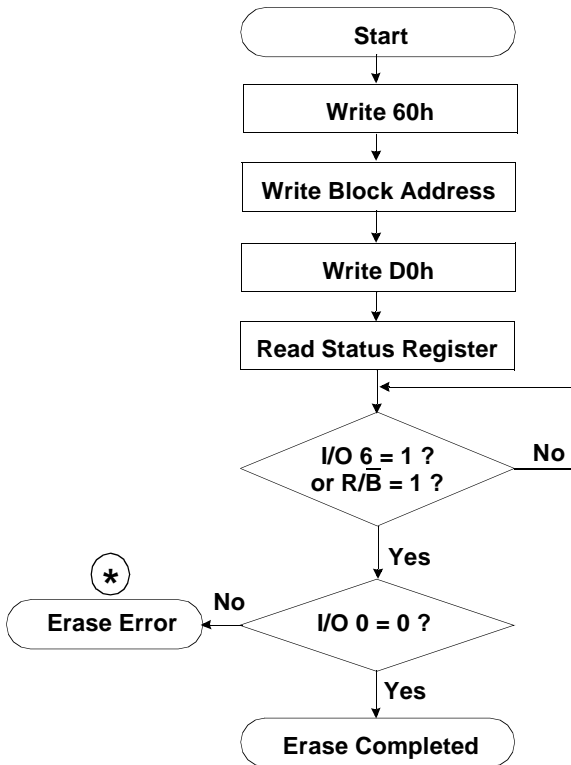 Start
Write 60h
Write Block Address
Write D0h
Read Status Register
I/O 6 = 1 ?
or R/B̅ = 1 ?
No
Yes
*
No
Erase Error
I/O 0 = 0 ?
Yes
Erase Completed